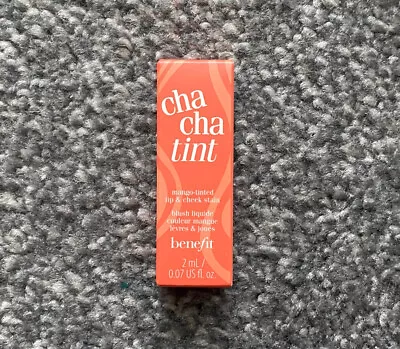 cha
cha
tint
mango-tinted
lip & cheek stain
blush liquide
couleur mangue
lèvres & joues
benefit
2 mL /
0.07 US fl. oz.